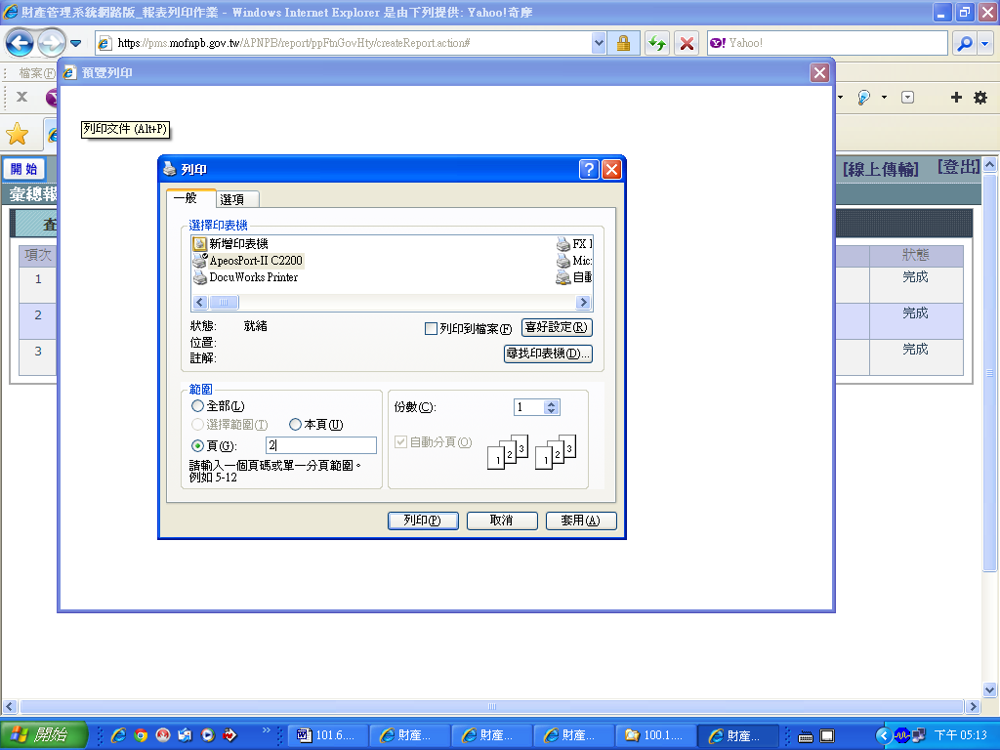 財產管理系統網路版_報表列印作業 - Windows Internet Explorer 是由下列提供: Yahoo!奇摩
https://pms.mofnpb.gov.tw/APNPB/report/ppFtnGovHty/createReport.action#
Yahoo!
檔案(F)
預覽列印
列印文件 (Alt+P)
開始
[線上傳輸] [登出]
彙總報
查
項次
狀態
1
完成
2
完成
3
完成
列印
一般
選項
選擇印表機
新增印表機
FX
ApeosPort-II C2200
Mic
DocuWorks Printer
自動
狀態: 就緒
列印到檔案(F)
喜好設定(R)
位置:
註解:
尋找印表機(D)...
範圍
全部(L)
選擇範圍(T)
本頁(U)
頁(G): 2
請輸入一個頁碼或單一分頁範圍。
例如 5-12
份數(C): 1
自動分頁(O)
1 2 3
1 2 3
列印(P)
取消
套用(A)
開始
101.6....
財產...
財產...
財產...
100.1....
財產...
下午 05:13